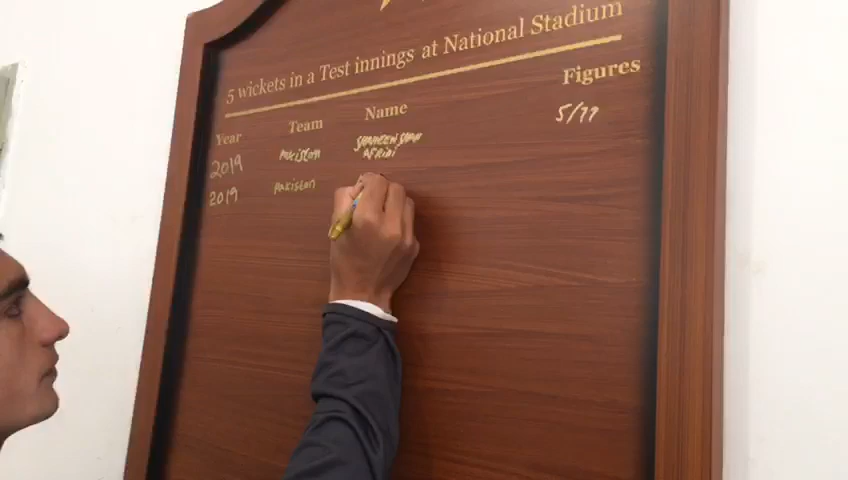 5 wickets in a Test innings at National Stadium
Year Team Name Figures
2019 Pakistan SHAHEEN SHAH AFRIDI 5/77
2019 Pakistan